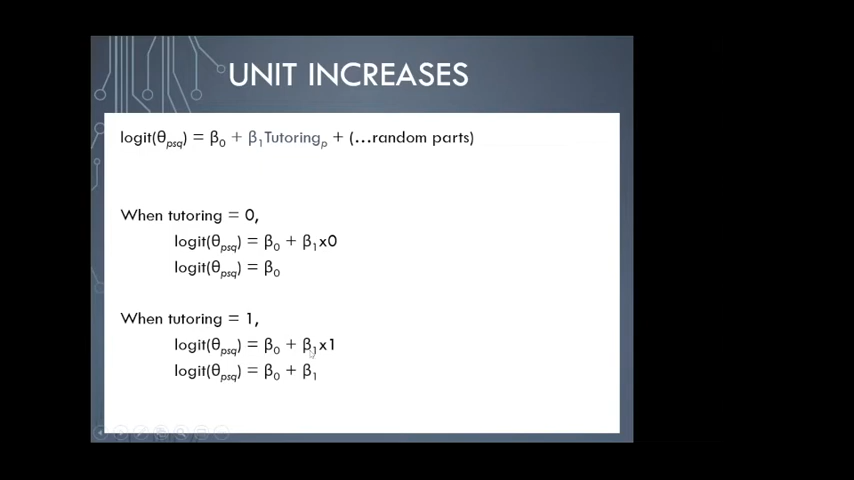 UNIT INCREASES
logit(θpsq) = β0 + β1Tutoringp + (...random parts)
When tutoring = 0,
logit(θpsq) = β0 + β1x0
logit(θpsq) = β0
When tutoring = 1,
logit(θpsq) = β0 + β1x1
logit(θpsq) = β0 + β1